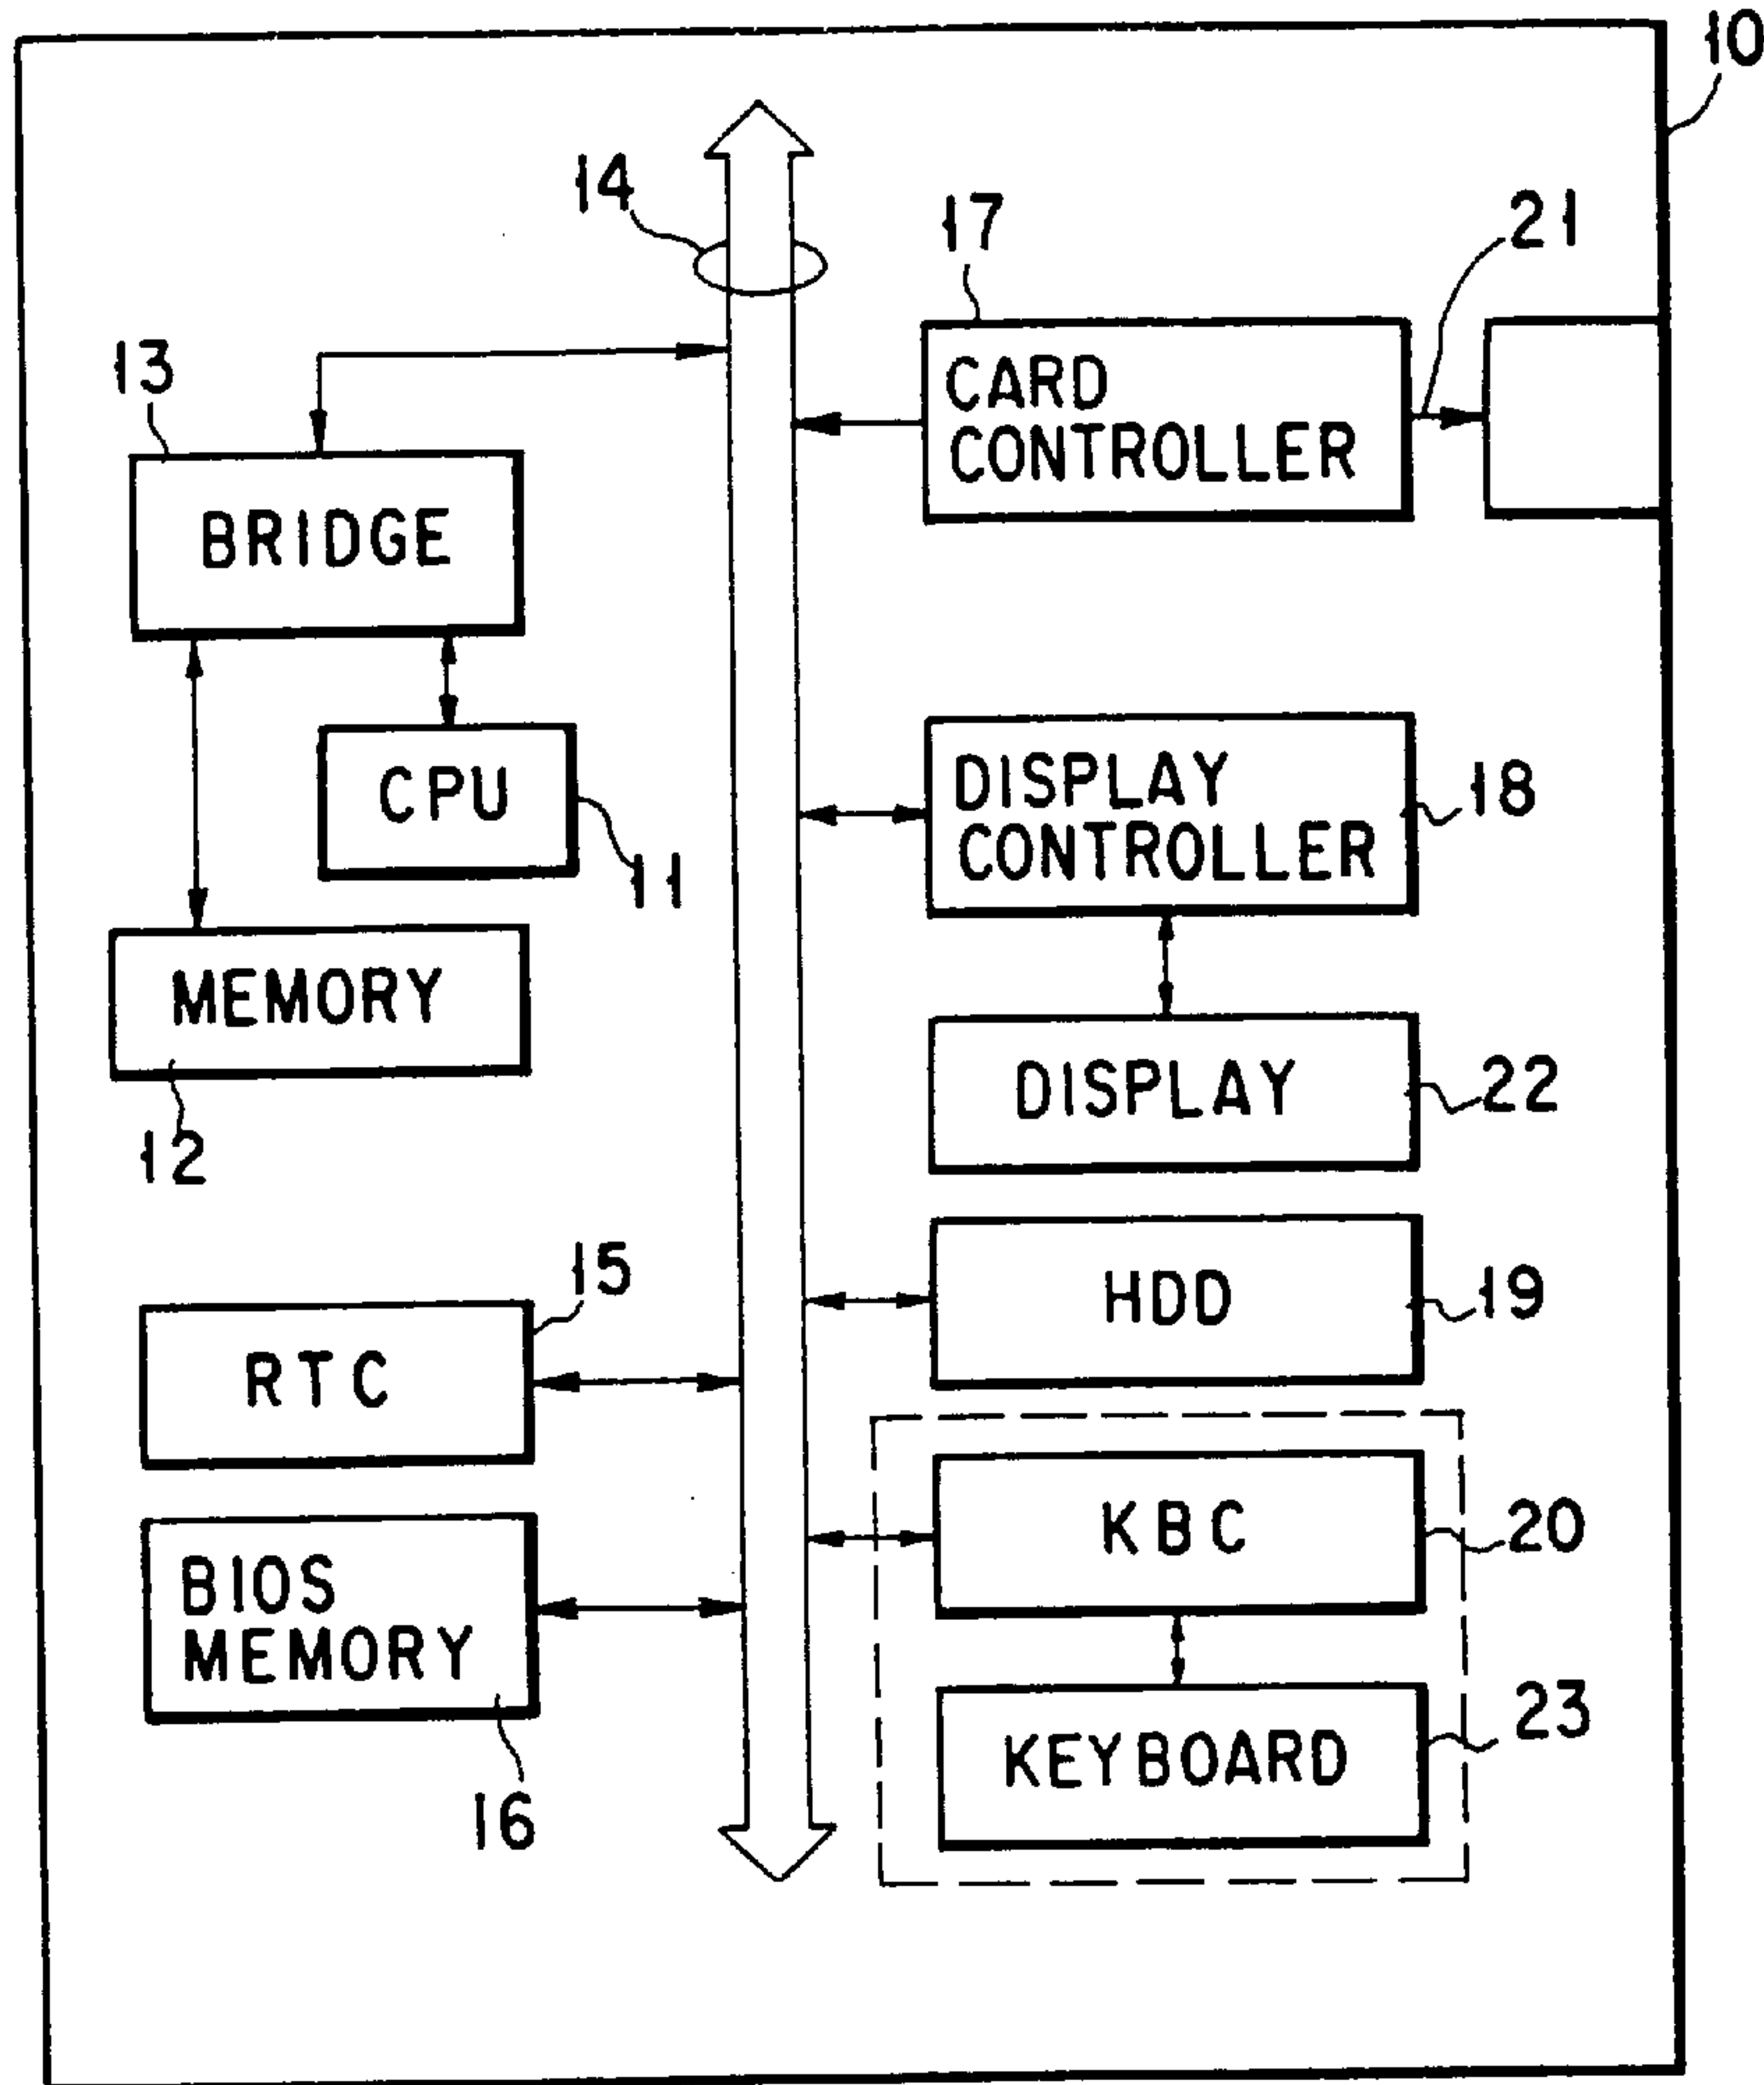 10
14
17
21
13
CARD
CONTROLLER
BRIDGE
CPU
11
DISPLAY
CONTROLLER
18
MEMORY
12
DISPLAY
22
15
RTC
HDD
19
KBC
20
BIOS
MEMORY
16
KEYBOARD
23